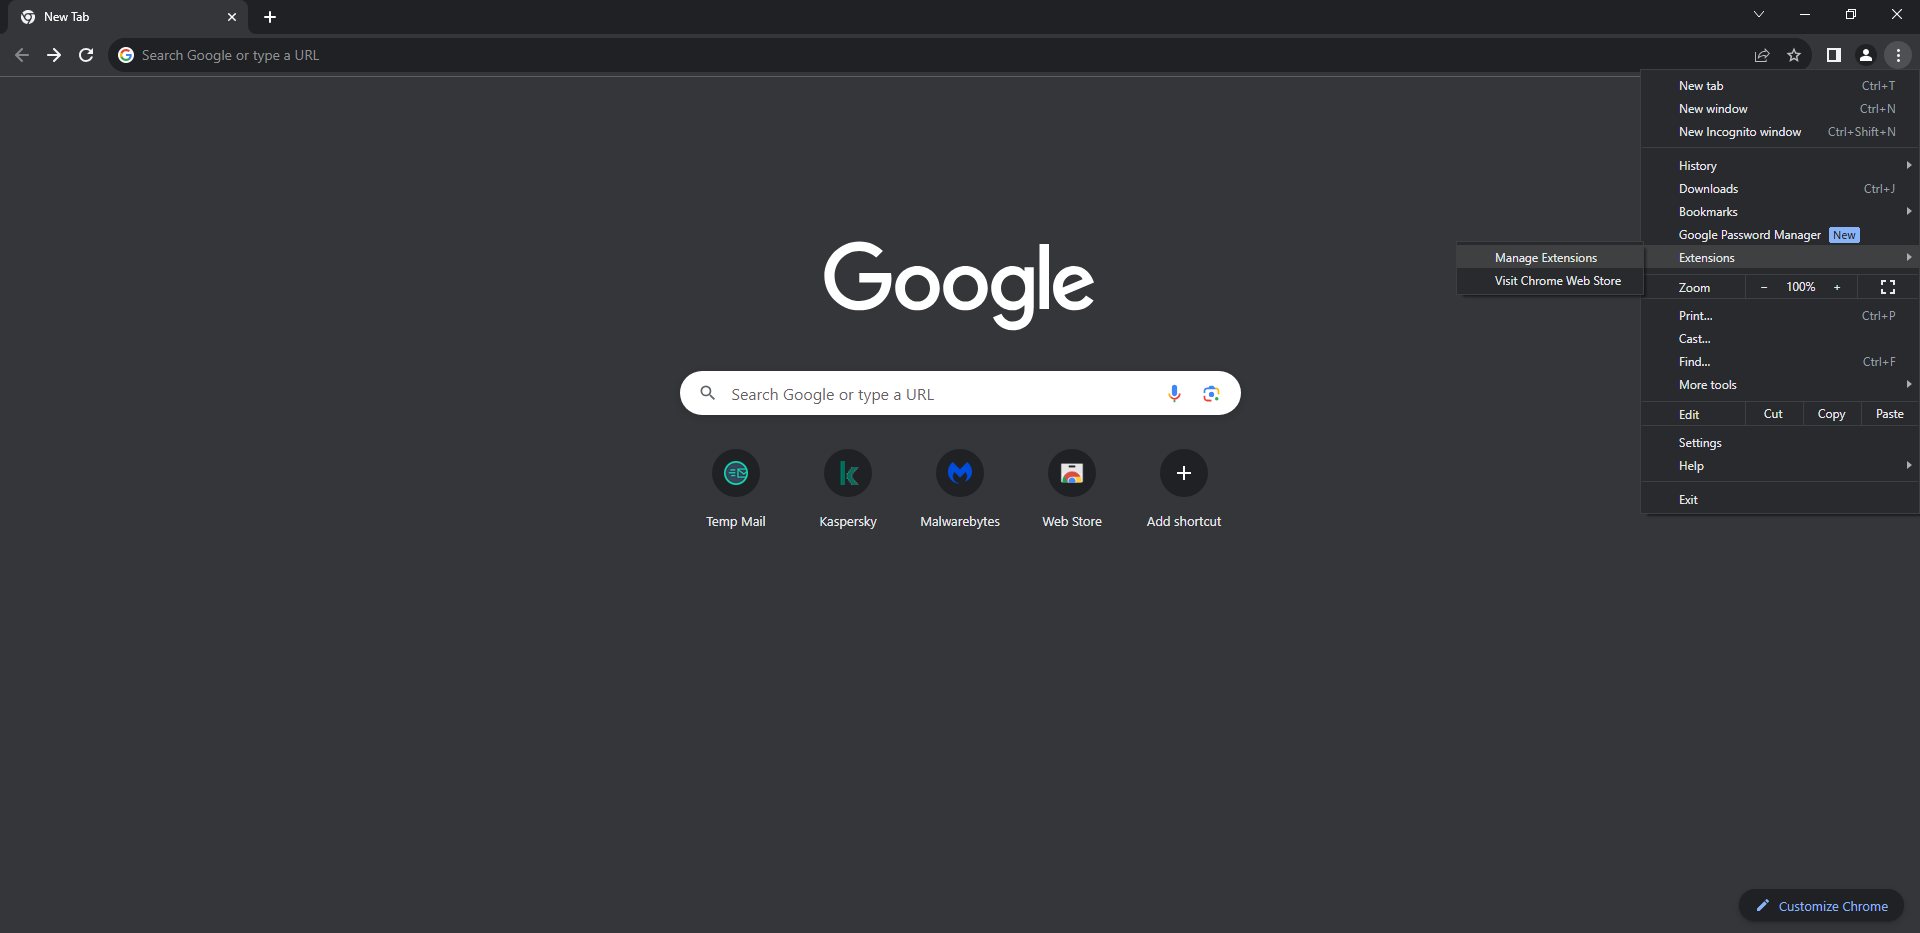 New Tab
Search Google or type a URL
New tab Ctrl+T
New window Ctrl+N
New Incognito window Ctrl+Shift+N
History
Downloads Ctrl+J
Bookmarks
Google Password Manager New
Extensions
Manage Extensions
Visit Chrome Web Store
Zoom - 100% +
Print... Ctrl+P
Cast...
Find... Ctrl+F
More tools
Edit Cut Copy Paste
Settings
Help
Exit
Google
Search Google or type a URL
Temp Mail Kaspersky Malwarebytes Web Store Add shortcut
Customize Chrome